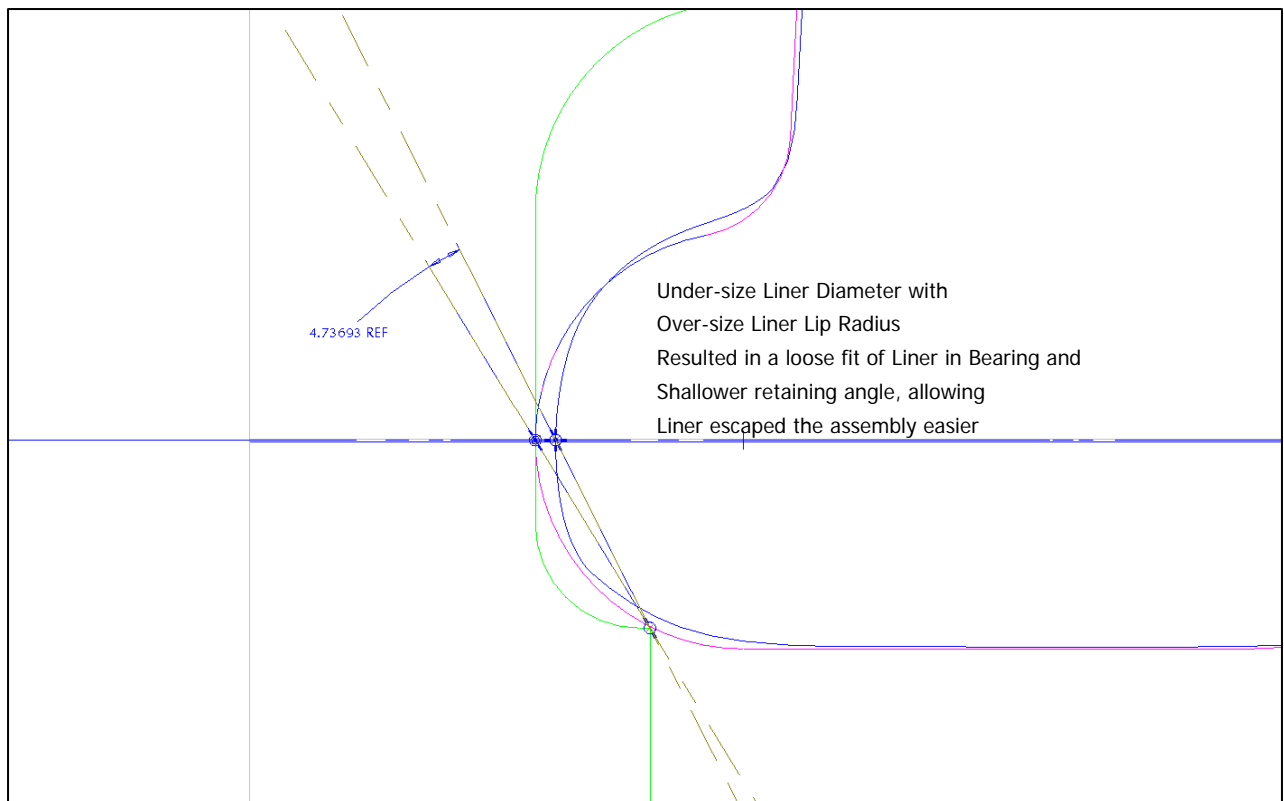 Under-size Liner Diameter with
Over-size Liner Lip Radius
4.73693 REF
Resulted in a loose fit of Liner in Bearing and
Shallower retaining angle, allowing
Liner escaped the assembly easier